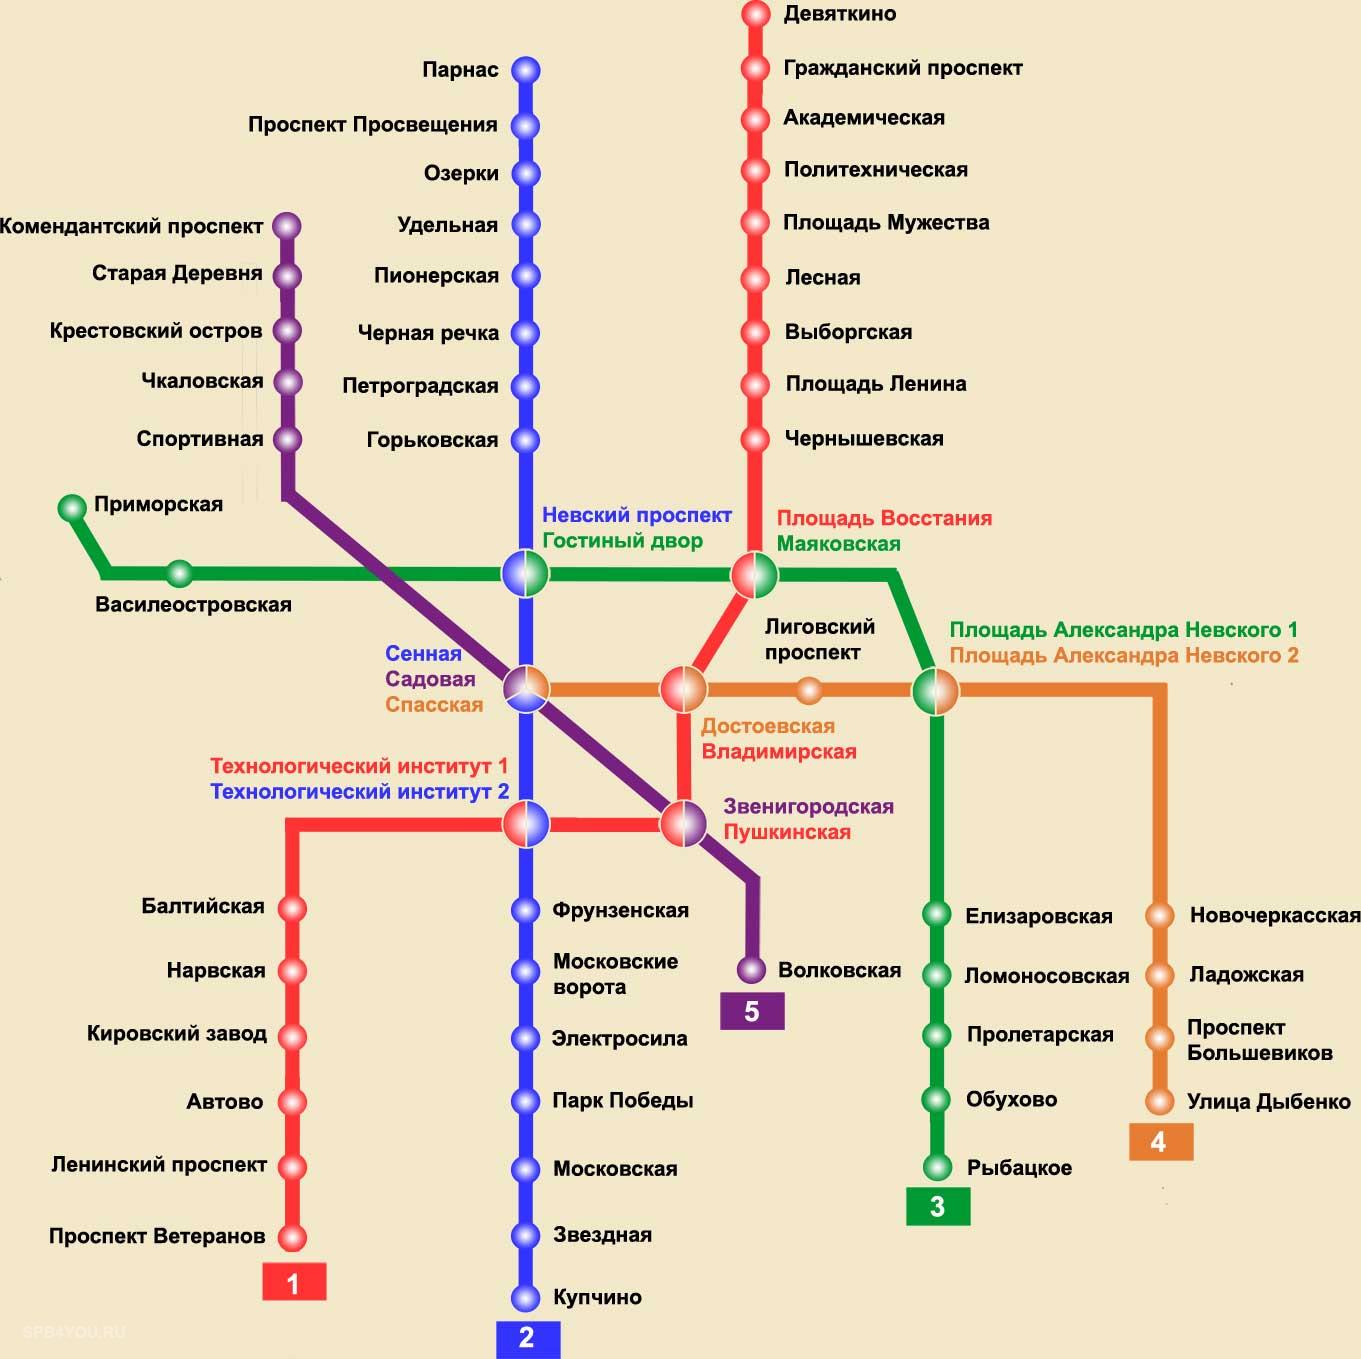 Девяткино
Гражданский проспект
Академическая
Политехническая
Площадь Мужества
Лесная
Выборгская
Площадь Ленина
Чернышевская
Парнас
Проспект Просвещения
Озерки
Удельная
Пионерская
Черная речка
Петроградская
Горьковская
Комендантский проспект
Старая Деревня
Крестовский остров
Чкаловская
Спортивная
Приморская
Василеостровская
Невский проспект
Гостиный двор
Площадь Восстания
Маяковская
Лиговский
проспект
Площадь Александра Невского 1
Площадь Александра Невского 2
Сенная
Садовая
Спасская
Достоевская
Владимирская
Технологический институт 1
Технологический институт 2
Звенигородская
Пушкинская
Балтийская
Нарвская
Кировский завод
Автово
Ленинский проспект
Проспект Ветеранов
1
Фрунзенская
Московские
ворота
Электросила
Парк Победы
Московская
Звездная
Купчино
2
Волковская
5
Елизаровская
Ломоносовская
Пролетарская
Обухово
Рыбацкое
3
Новочеркасская
Ладожская
Проспект
Большевиков
Улица Дыбенко
4
SPB4YOU.RU